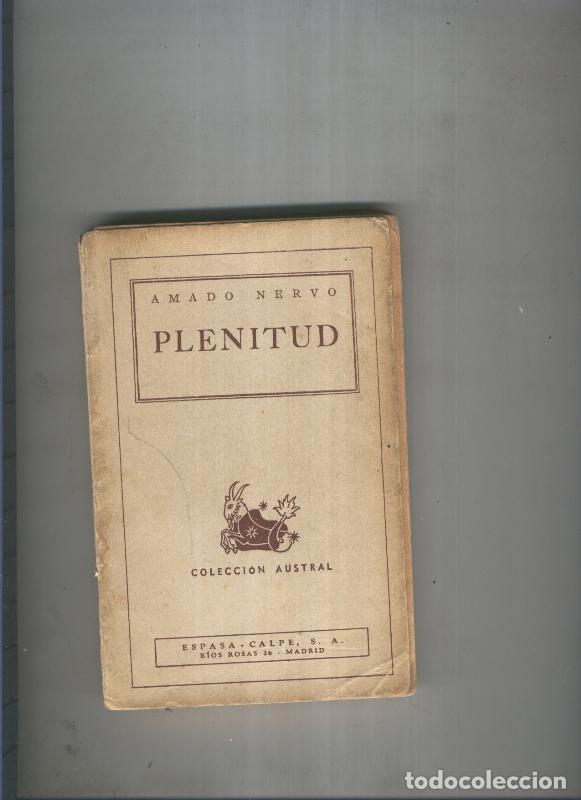 AMADO NERVO
PLENITUD
COLECCIÓN AUSTRAL
ESPASA - CALPE, S. A.
RÍOS ROSAS 26 - MADRID
todocoleccion